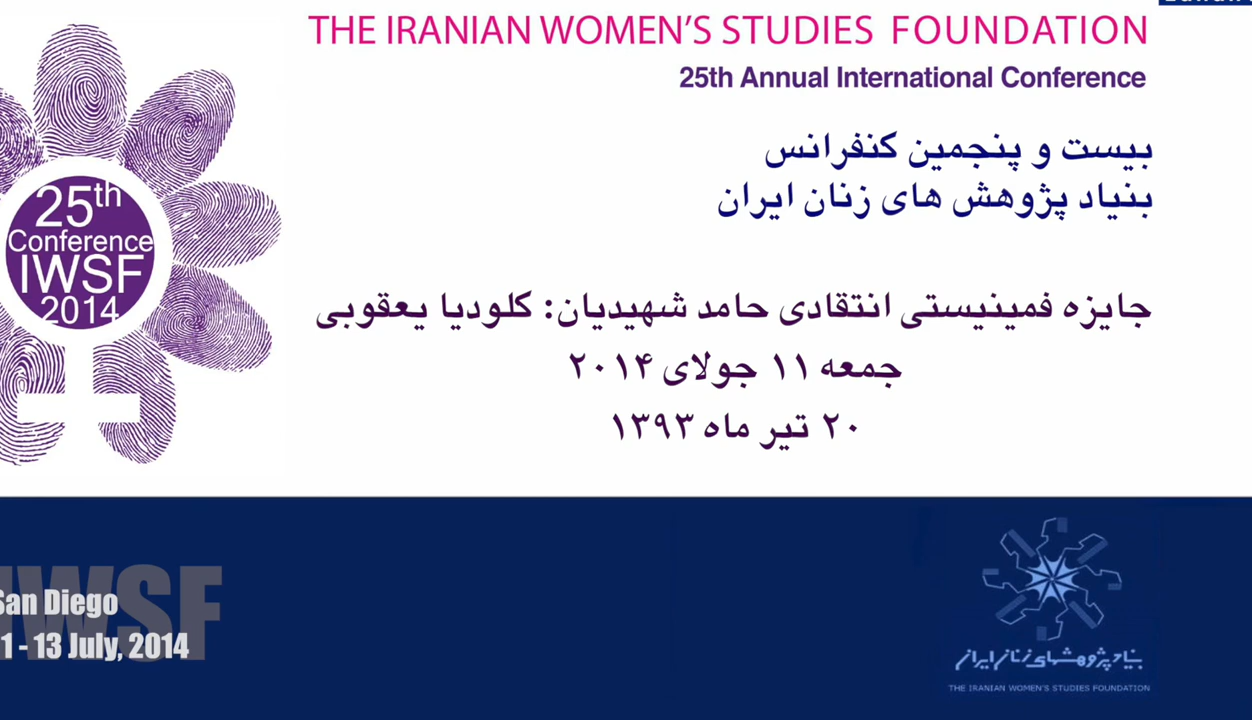 THE IRANIAN WOMEN'S STUDIES FOUNDATION
25th Annual International Conference
بیست و پنجمین کنفرانس
بنیاد پژوهش های زنان ایران
25th
Conference
IWSF
2014
جایزه فمینیستی انتقادی حامد شهیدیان: کلودیا یعقوبی
جمعه ۱۱ جولای ۲۰۱۴
۲۰ تیر ماه ۱۳۹۳
IWSF
San Diego
1 - 13 July, 2014
بنیاد پژوهشهای زنان ایران
THE IRANIAN WOMEN'S STUDIES FOUNDATION